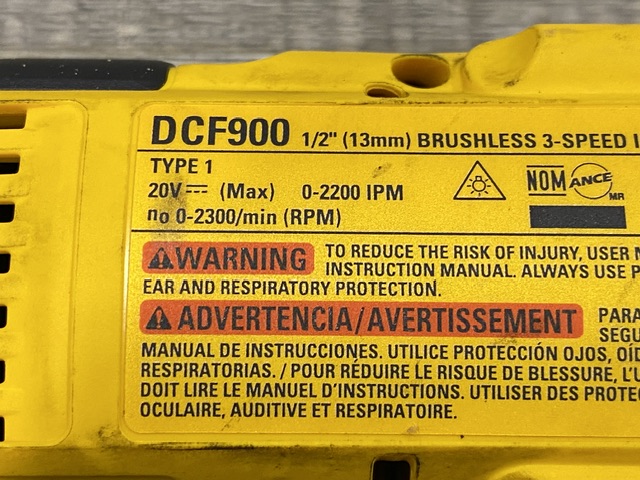 DCF900 1/2" (13mm) BRUSHLESS 3-SPEED
TYPE 1
20V⎓ (Max) 0-2200 IPM
no 0-2300/min (RPM)
NOM ANCE MR
⚠WARNING TO REDUCE THE RISK OF INJURY, USER
INSTRUCTION MANUAL. ALWAYS USE
EAR AND RESPIRATORY PROTECTION.
⚠ADVERTENCIA/AVERTISSEMENT PARA
MANUAL DE INSTRUCCIONES. UTILICE PROTECCIÓN OJOS,
RESPIRATORIAS. / POUR RÉDUIRE LE RISQUE DE BLESSURE,
DOIT LIRE LE MANUEL D'INSTRUCTIONS. UTILISER DES
OCULAIRE, AUDITIVE ET RESPIRATOIRE.